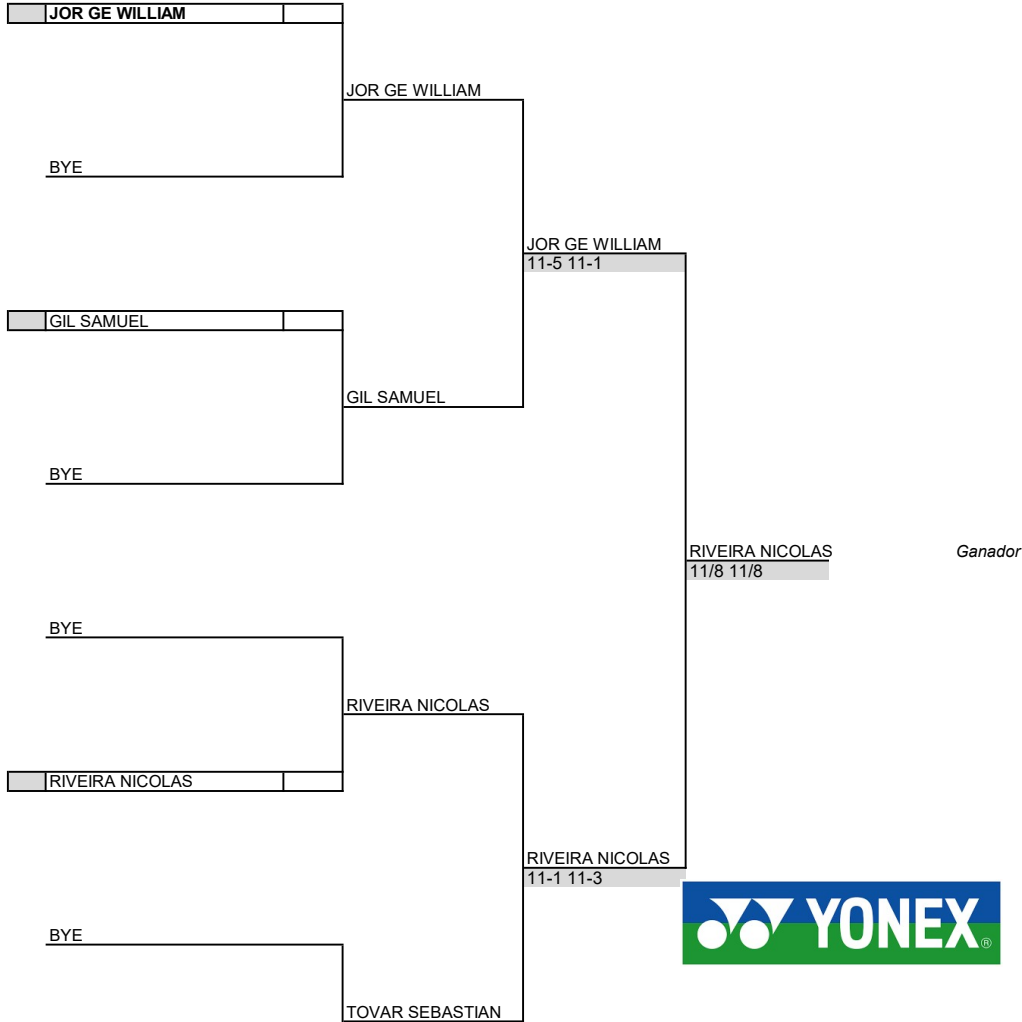 JOR GE WILLIAM
JOR GE WILLIAM
BYE
JOR GE WILLIAM
11-5 11-1
GIL SAMUEL
GIL SAMUEL
BYE
RIVEIRA NICOLAS
Ganador
11/8 11/8
BYE
RIVEIRA NICOLAS
RIVEIRA NICOLAS
RIVEIRA NICOLAS
11-1 11-3
YONEX®
BYE
TOVAR SEBASTIAN